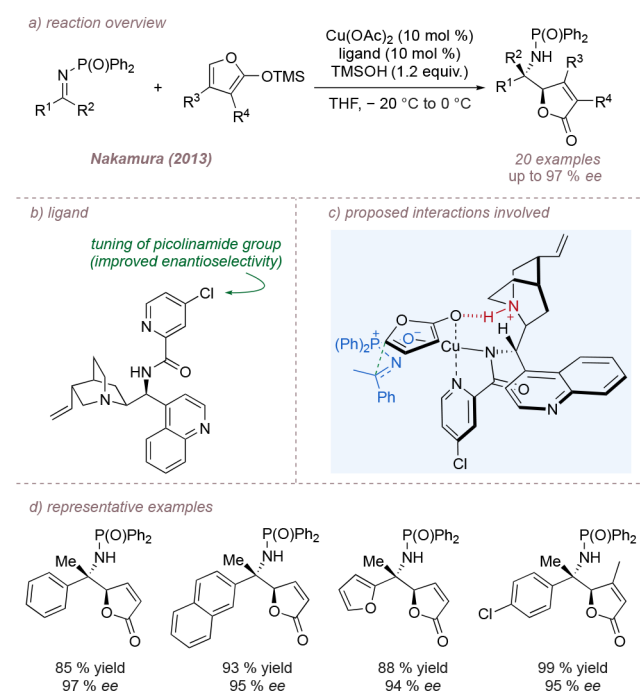 a) reaction overview
N
P(O)Ph2
R1
R2
+
O
OTMS
R3
R4
Cu(OAc)2 (10 mol %)
ligand (10 mol %)
TMSOH (1.2 equiv.)
THF, − 20 °C to 0 °C
P(O)Ph2
NH
R2
R1
R3
R4
O
O
Nakamura (2013)
20 examples
up to 97 % ee
b) ligand
tuning of picolinamide group
(improved enantioselectivity)
Cl
N
HN
O
N
N
c) proposed interactions involved
N
+
H
H
O
O
O−
(Ph)2P
+
N
Ph
Cu
N
N
O
N
Cl
d) representative examples
P(O)Ph2
Me
NH
O
O
85 % yield
97 % ee
P(O)Ph2
Me
NH
O
O
93 % yield
95 % ee
P(O)Ph2
Me
NH
O
O
O
88 % yield
94 % ee
P(O)Ph2
Me
NH
Cl
O
O
99 % yield
95 % ee